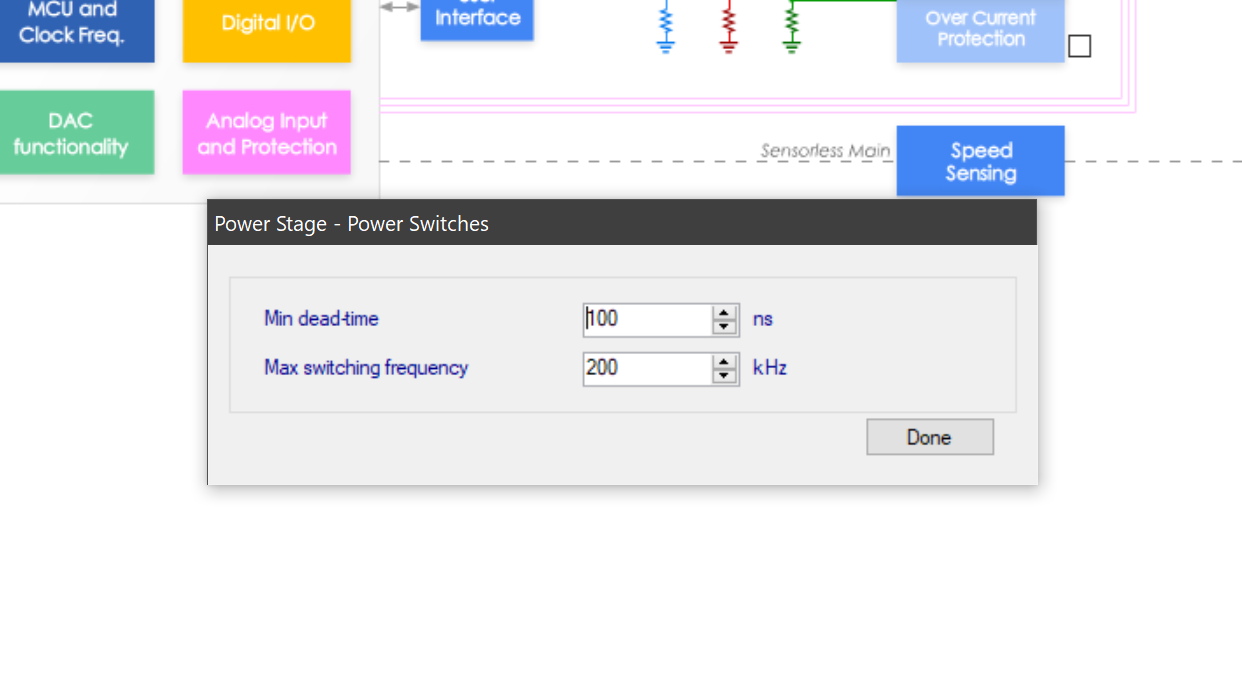 MCU and
Clock Freq.
Digital I/O
Interface
Over Current
Protection
DAC
functionality
Analog Input
and Protection
Sensorless Main
Speed
Sensing
Power Stage - Power Switches
Min dead-time
100
ns
Max switching frequency
200
kHz
Done